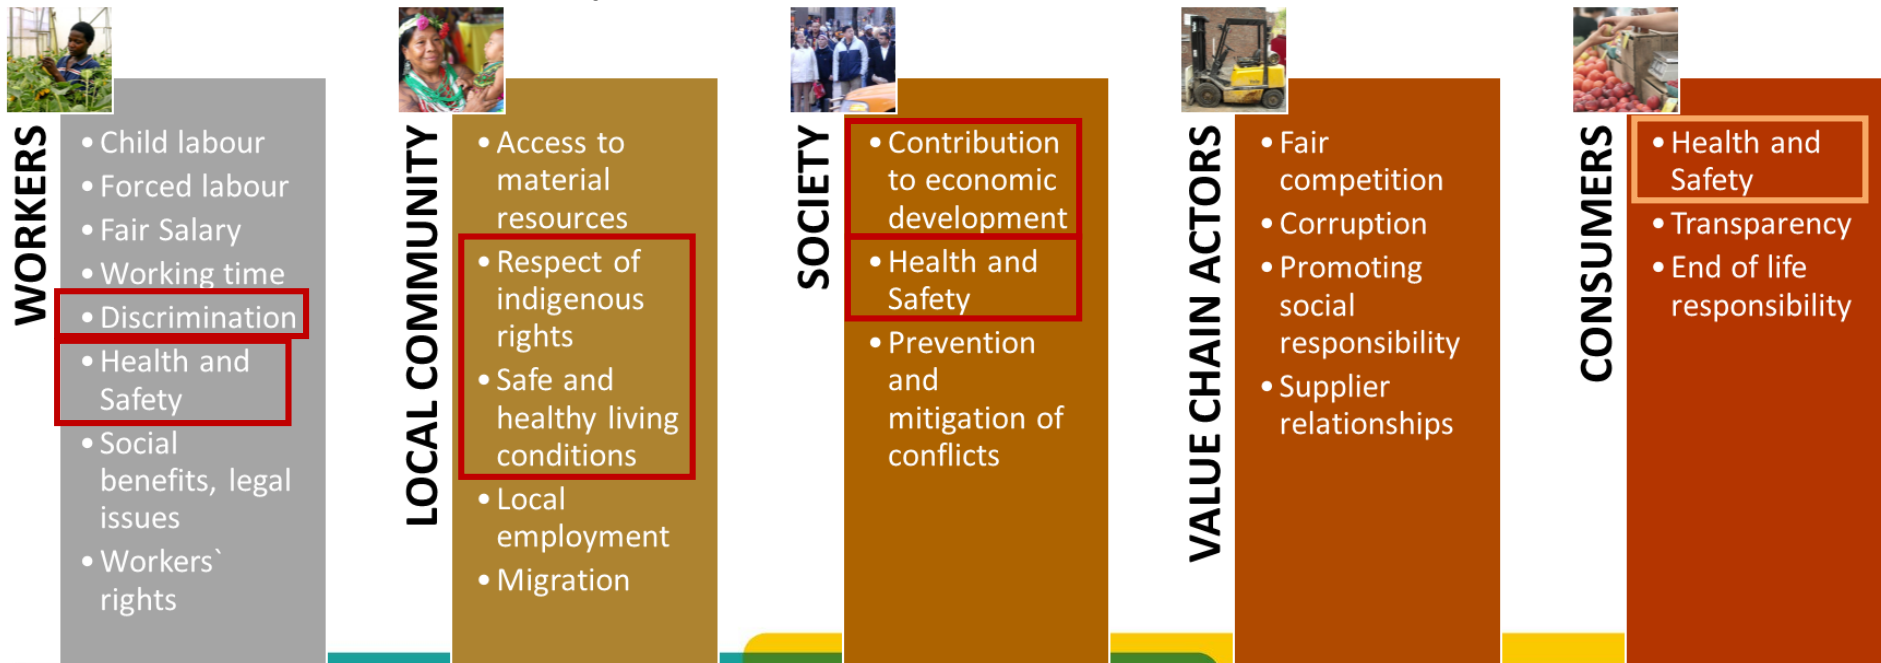 WORKERS
• Child labour
• Forced labour
• Fair Salary
• Working time
• Discrimination
• Health and
Safety
• Social
benefits, legal
issues
• Workers`
rights
LOCAL COMMUNITY
• Access to
material
resources
• Respect of
indigenous
rights
• Safe and
healthy living
conditions
• Local
employment
• Migration
SOCIETY
• Contribution
to economic
development
• Health and
Safety
• Prevention
and
mitigation of
conflicts
VALUE CHAIN ACTORS
• Fair
competition
• Corruption
• Promoting
social
responsibility
• Supplier
relationships
CONSUMERS
• Health and
Safety
• Transparency
• End of life
responsibility